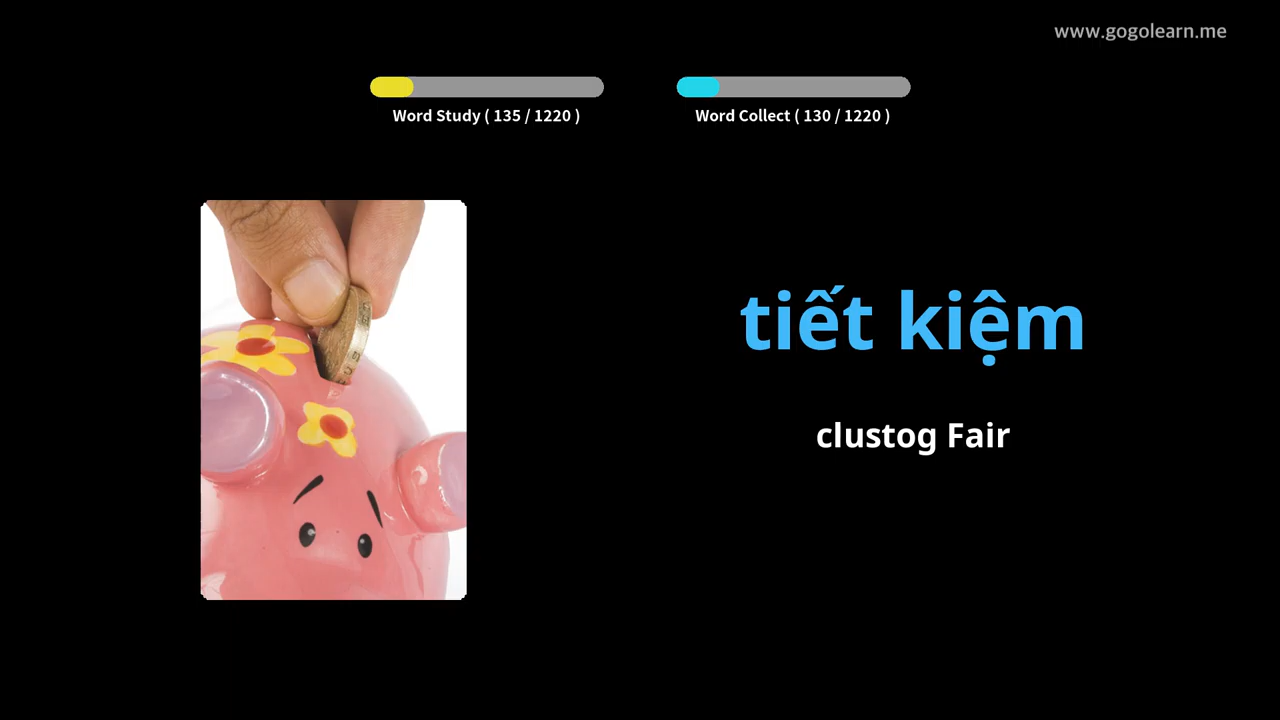 www.gogolearn.me
Word Study ( 135 / 1220 )
Word Collect ( 130 / 1220 )
tiết kiệm
clustog Fair